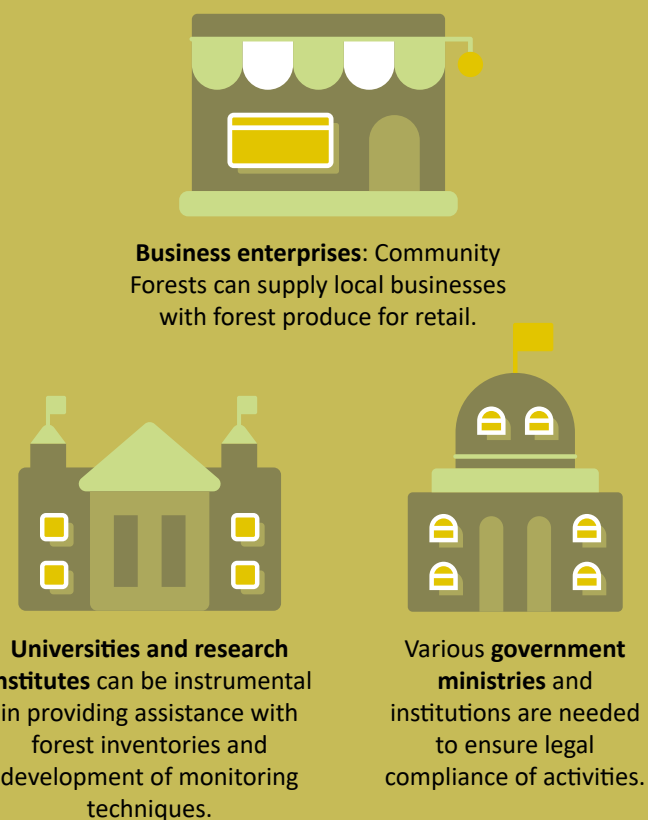 Business enterprises: Community
Forests can supply local businesses
with forest produce for retail.
Universities and research
nstitutes can be instrumental
in providing assistance with
forest inventories and
development of monitoring
techniques.
Various government
ministries and
institutions are needed
to ensure legal
compliance of activities.